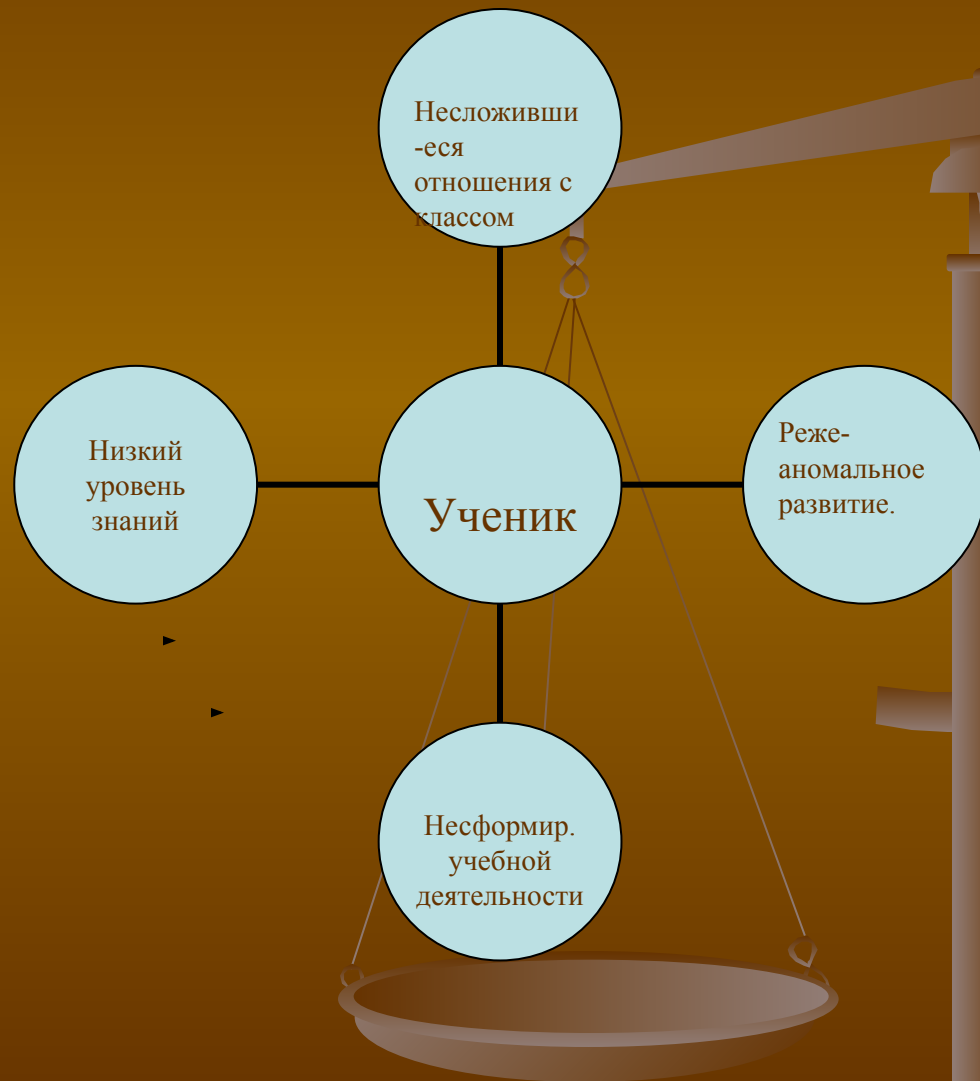 Несложивши
-еся
отношения с
классом
Низкий
уровень
знаний
Ученик
Реже-
аномальное
развитие.
Несформир.
учебной
деятельности